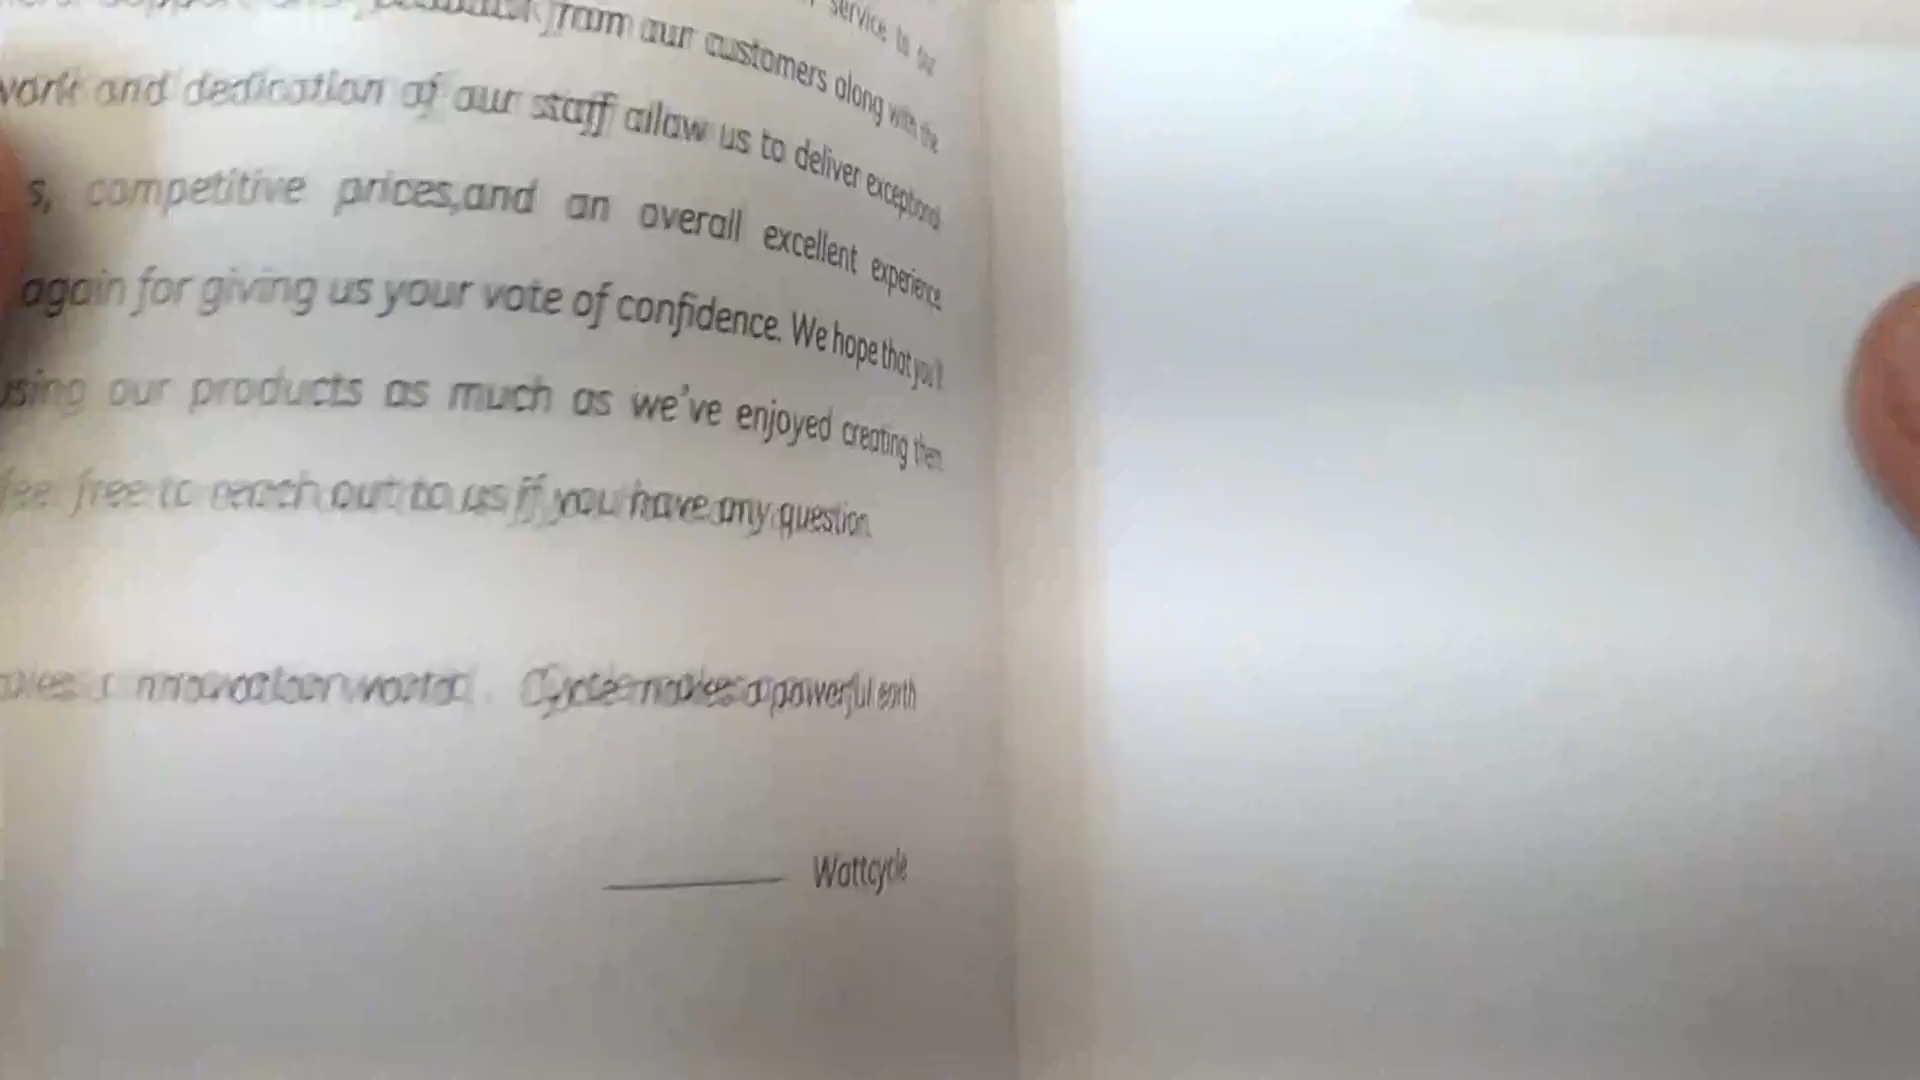 service to our
from our customers along with the
work and dedication of our staff allow us to deliver exceptional
s, competitive prices,and an overall excellent experience
again for giving us your vote of confidence. We hope that you'll
using our products as much as we've enjoyed creating them.
feel free to reach out to us if you have any question.
makes a powerful earth
Wattcycle